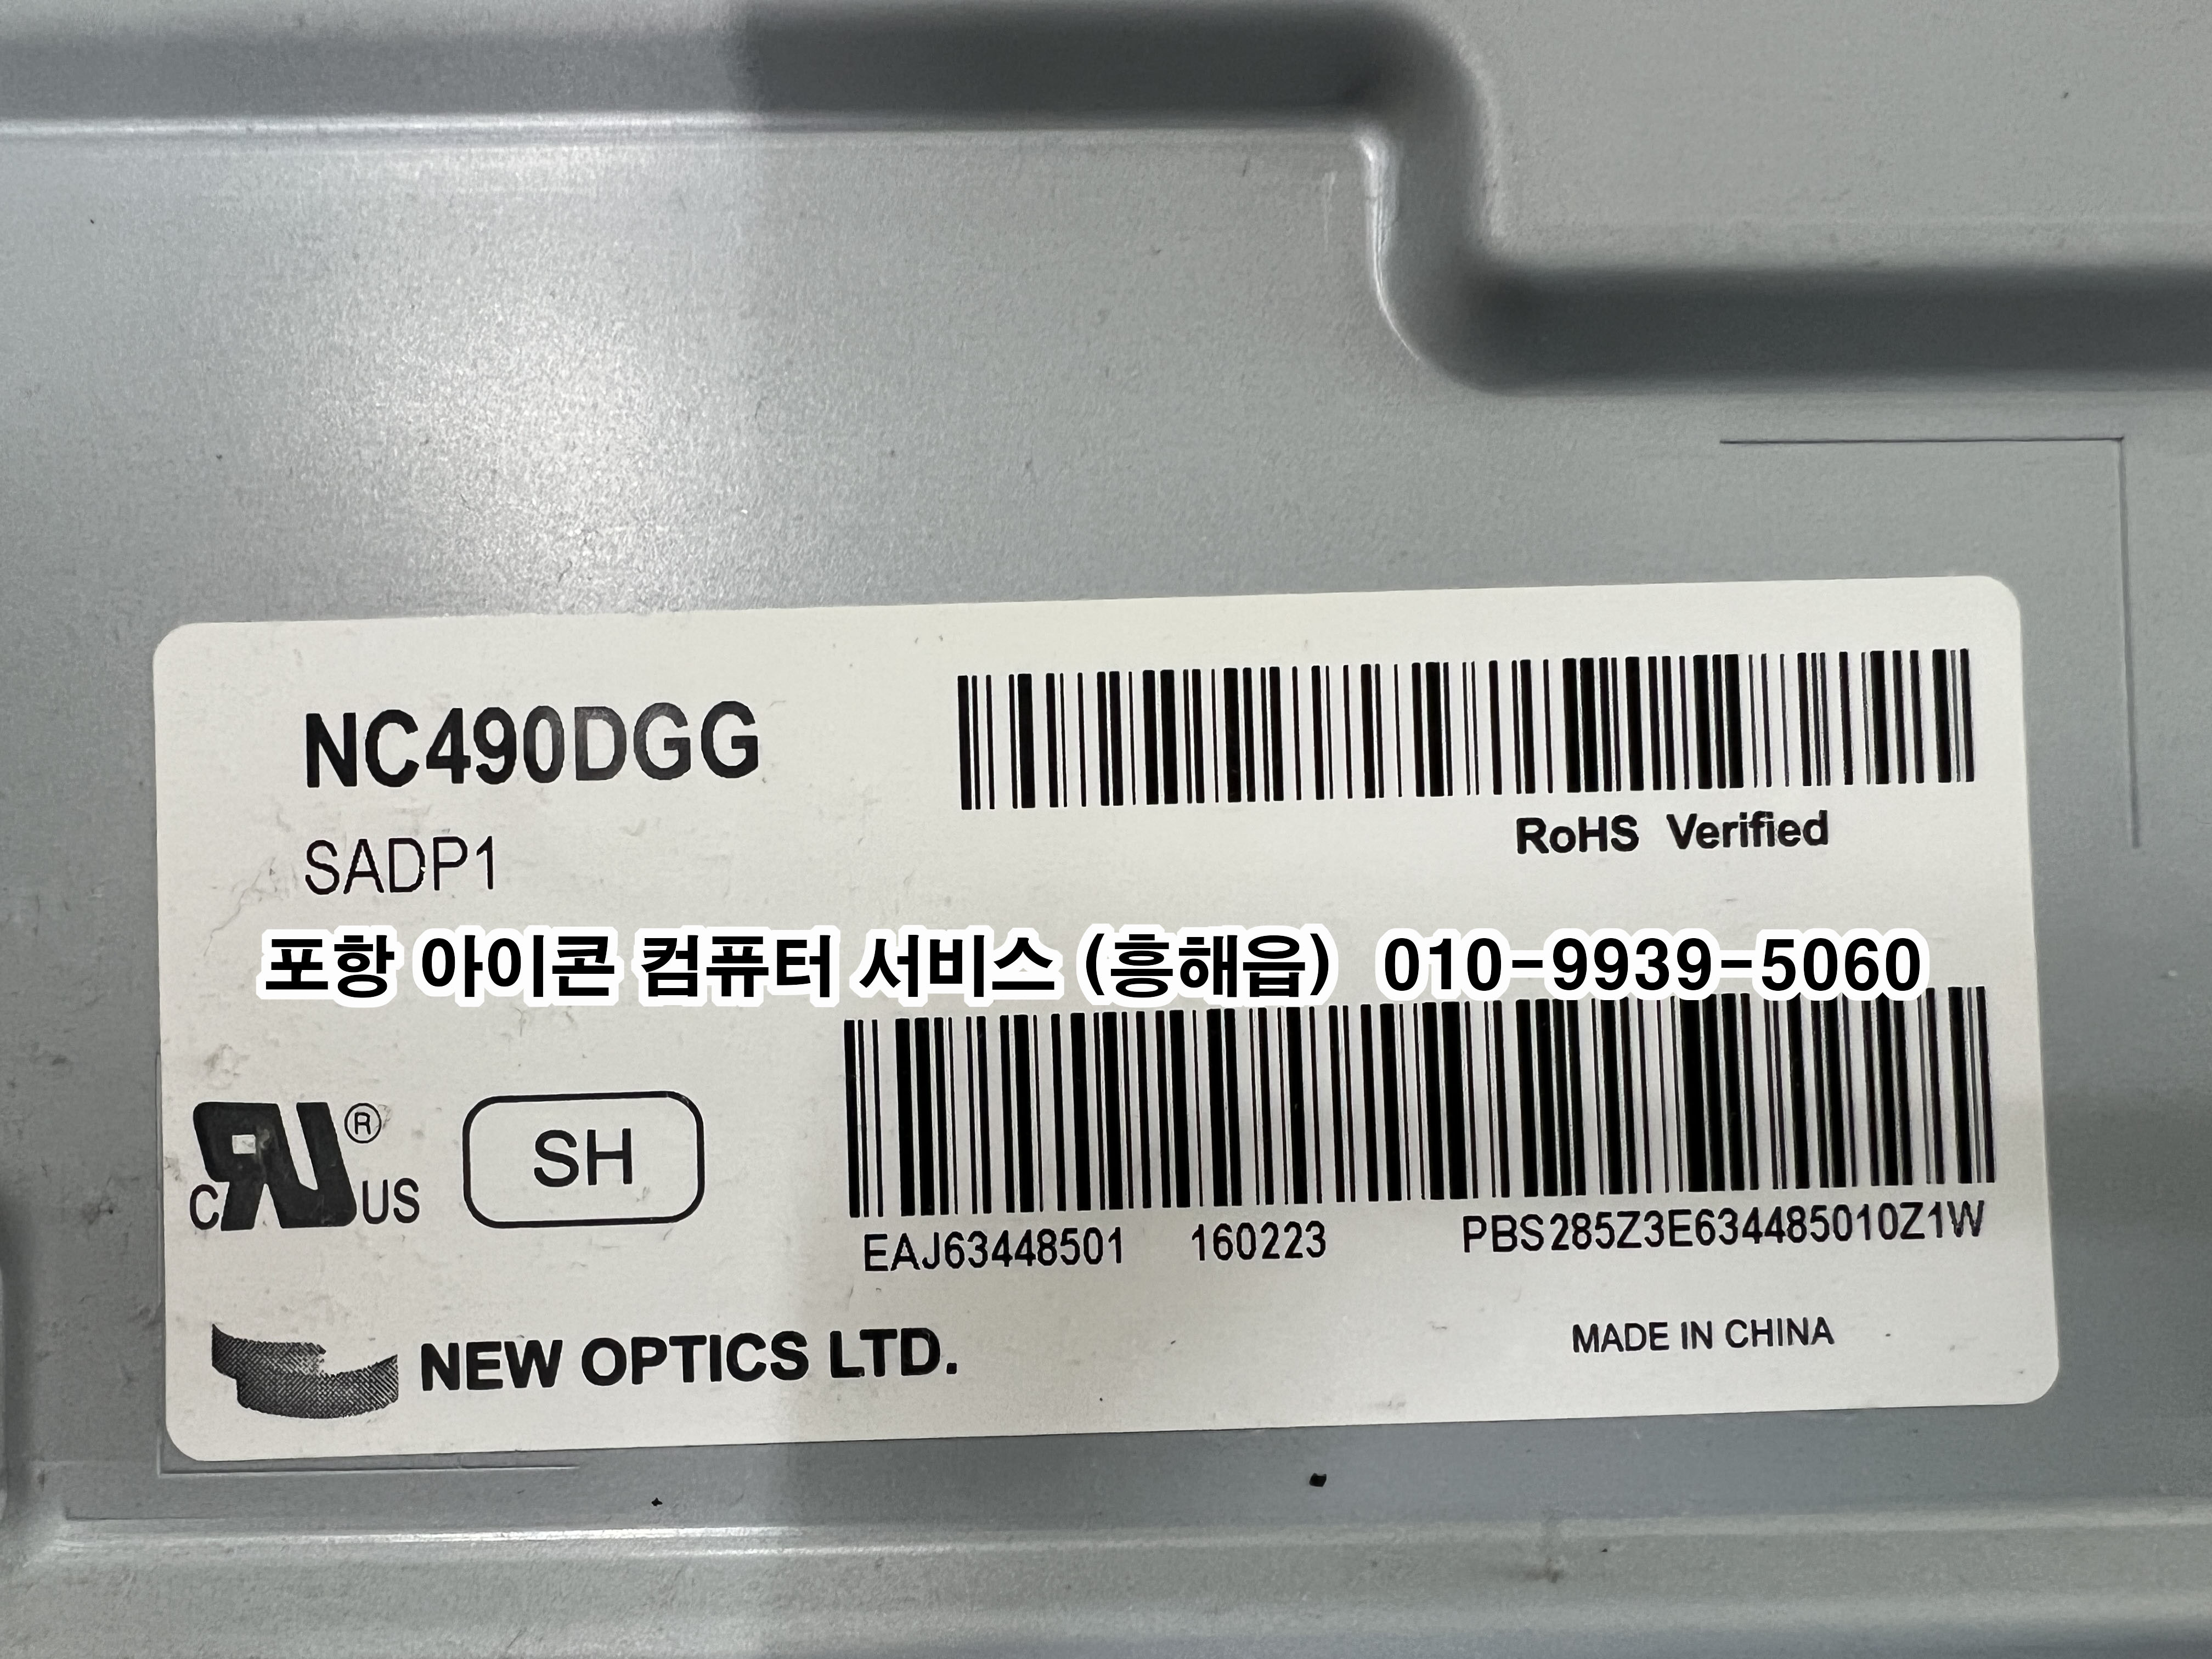 NC490DGG
SADP1
RoHS Verified
포항 아이콘 컴퓨터 서비스 (흥해읍) 010-9939-5060
C RU ® US
SH
EAJ63448501 160223 PBS285Z3E634485010Z1W
NEW OPTICS LTD.
MADE IN CHINA